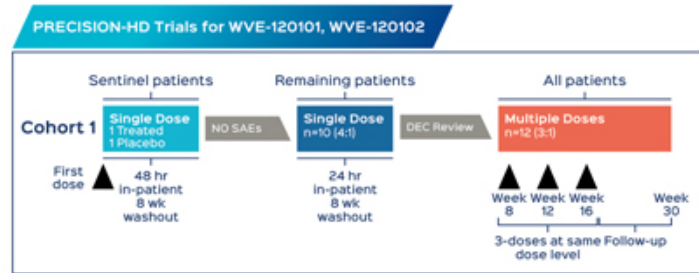 PRECISION-HD Trials for WVE-120101, WVE-120102
Sentinel patients
Remaining patients
All patients
Cohort 1
Single Dose
1 Treated
1 Placebo
NO SAEs
Single Dose
n=10 (4:1)
DEC Review
Multiple Doses
n=12 (3:1)
First
dose
48 hr
in-patient
8 wk
washout
24 hr
in-patient
8 wk
washout
Week
8
Week
12
Week
16
Week
30
3-doses at same
dose level
Follow-up